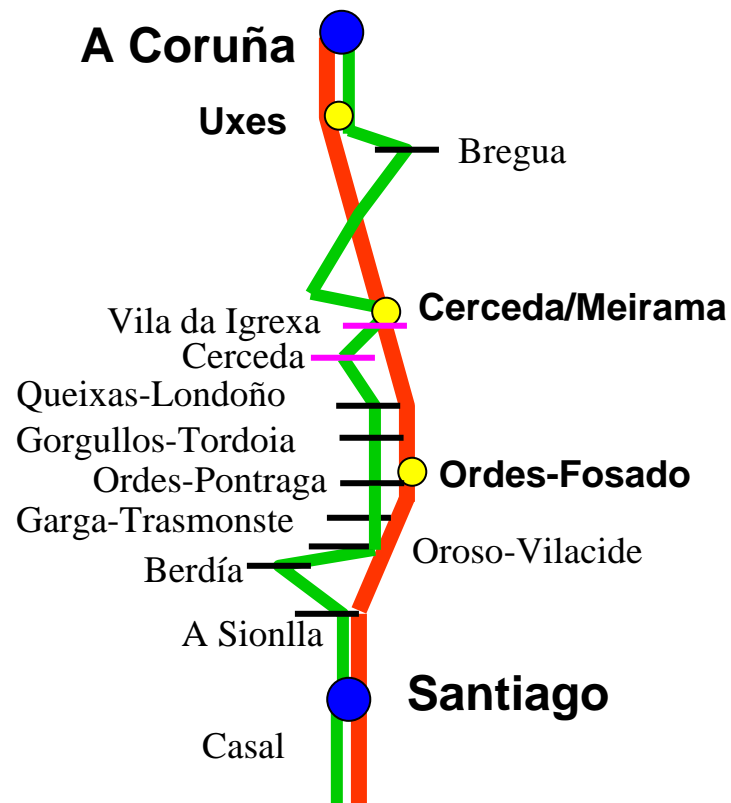 A Coruña
Uxes
Bregua
Cerceda/Meirama
Vila da Igrexa
Cerceda
Queixas-Londoño
Gorgullos-Tordoia
Ordes-Fosado
Ordes-Pontraga
Garga-Trasmonste
Oroso-Vilacide
Berdía
A Sionlla
Santiago
Casal